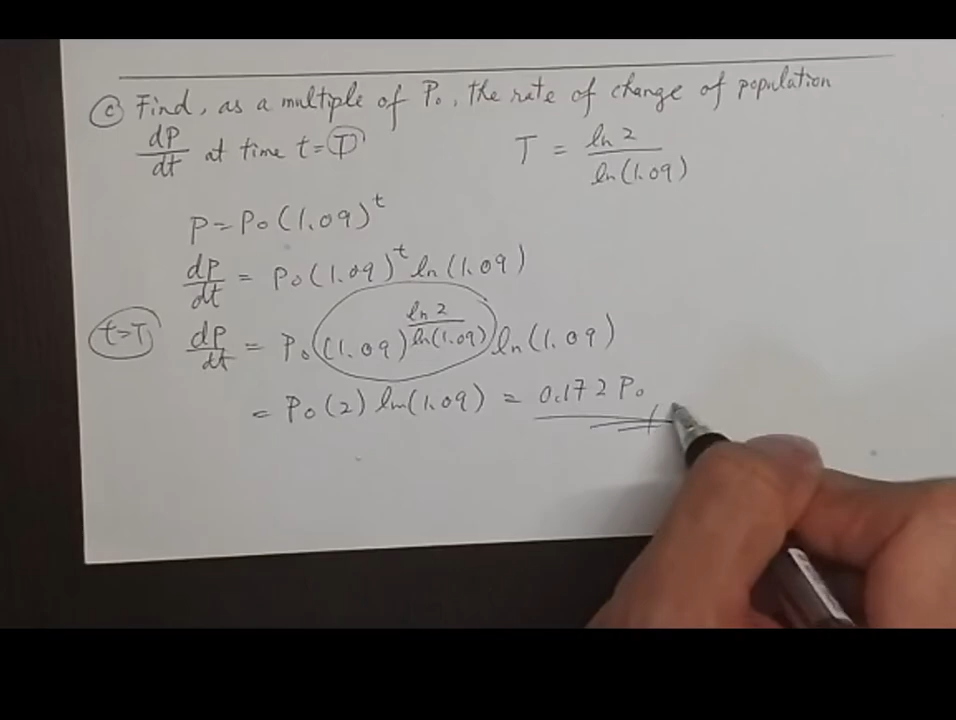 (c) Find, as a multiple of P₀, the rate of change of population
dP/dt at time t=T
T = ln 2 / ln(1.09)
P = P₀(1.09)^t
dP/dt = P₀(1.09)^t ln(1.09)
t=T dP/dt = P₀(1.09)^(ln 2 / ln(1.09)) ln(1.09)
= P₀(2) ln(1.09) = 0.172 P₀